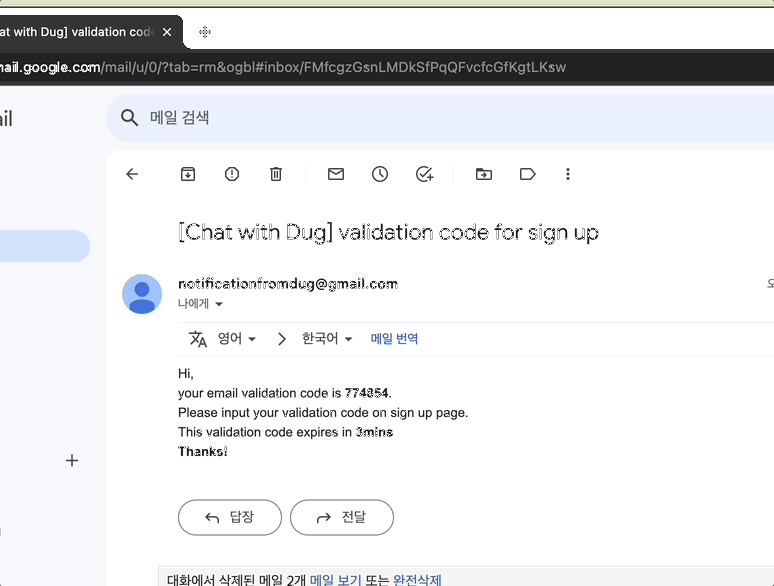 at with Dug] validation cod
mail.google.com/mail/u/0/?tab=rm&ogbl#inbox/FMfcgzGsnLMDkSfPqQFvcfcGfKgtLKsw
ail
메일 검색
[Chat with Dug] validation code for sign up
notificationfromdug@gmail.com
나에게
영어 한국어 메일 번역
Hi,
your email validation code is 774854.
Please input your validation code on sign up page.
This validation code expires in 3mins
Thanks!
답장 전달
대화에서 삭제된 메일 2개 메일 보기 또는 완전삭제